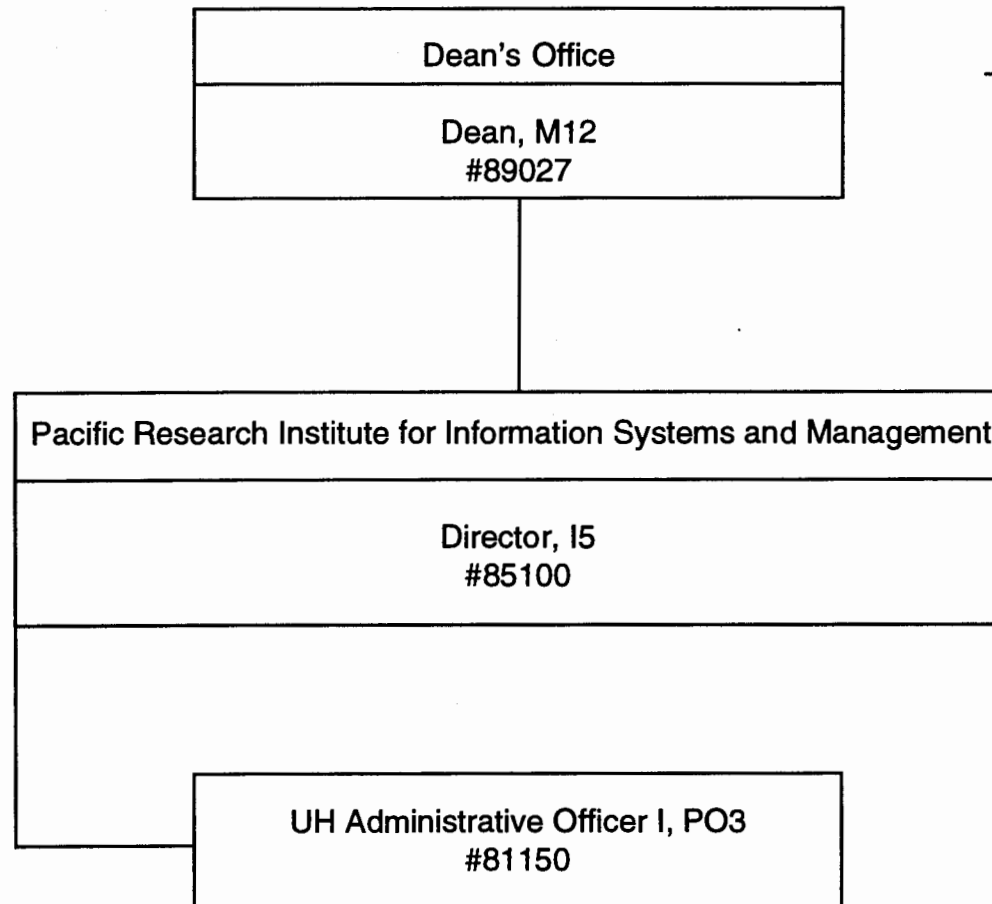 Dean's Office
Dean, M12
#89027
Pacific Research Institute for Information Systems and Management
Director, I5
#85100
UH Administrative Officer I, PO3
#81150